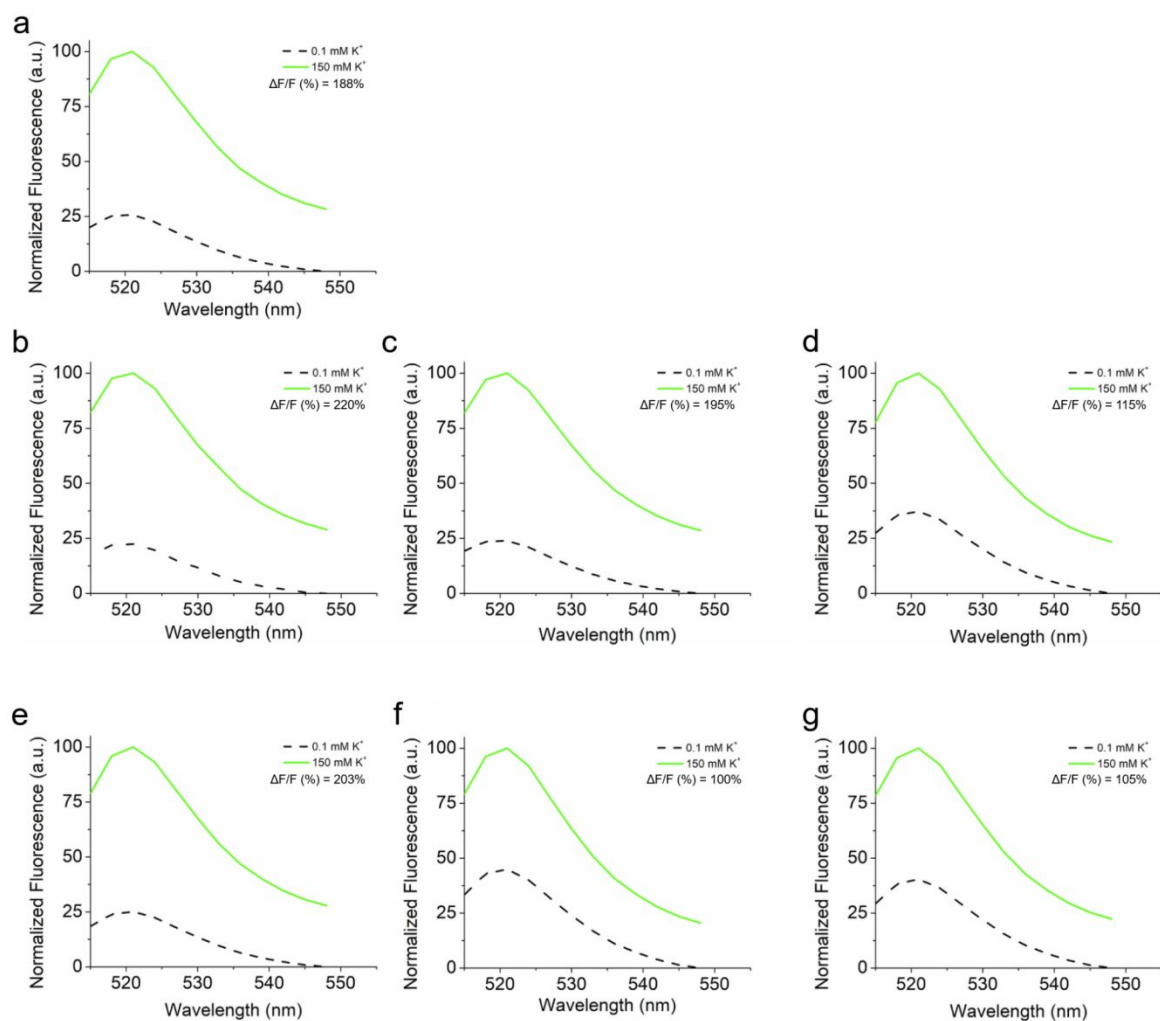 a
Normalized Fluorescence (a.u.)
100
75
50
25
0
0.1 mM K⁺
150 mM K⁺
ΔF/F (%) = 188%
520 530 540 550
Wavelength (nm)
b
Normalized Fluorescence (a.u.)
100
75
50
25
0
0.1 mM K⁺
150 mM K⁺
ΔF/F (%) = 220%
520 530 540 550
Wavelength (nm)
c
Normalized Fluorescence (a.u.)
100
75
50
25
0
0.1 mM K⁺
150 mM K⁺
ΔF/F (%) = 195%
520 530 540 550
Wavelength (nm)
d
Normalized Fluorescence (a.u.)
100
75
50
25
0
0.1 mM K⁺
150 mM K⁺
ΔF/F (%) = 115%
520 530 540 550
Wavelength (nm)
e
Normalized Fluorescence (a.u.)
100
75
50
25
0
0.1 mM K⁺
150 mM K⁺
ΔF/F (%) = 203%
520 530 540 550
Wavelength (nm)
f
Normalized Fluorescence (a.u.)
100
75
50
25
0
0.1 mM K⁺
150 mM K⁺
ΔF/F (%) = 100%
520 530 540 550
Wavelength (nm)
g
Normalized Fluorescence (a.u.)
100
75
50
25
0
0.1 mM K⁺
150 mM K⁺
ΔF/F (%) = 105%
520 530 540 550
Wavelength (nm)